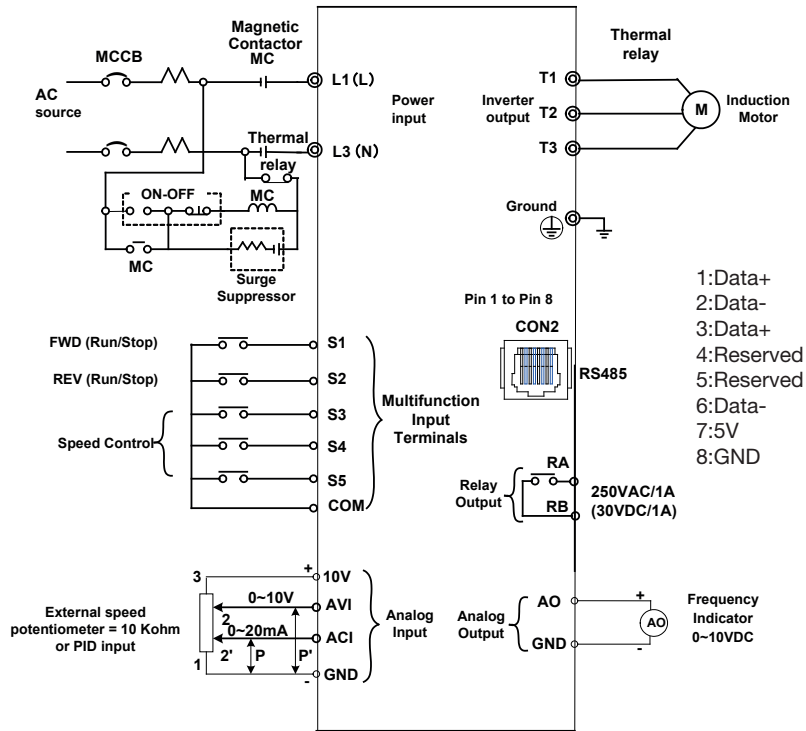 Magnetic
Contactor
MC
MCCB
AC
source
L1 (L)
L3 (N)
Thermal
relay
ON-OFF
MC
MC
Surge
Suppressor
Power
input
Inverter
output
T1
T2
T3
Thermal
relay
M
Induction
Motor
Ground
Pin 1 to Pin 8
CON2
RS485
1:Data+
2:Data-
3:Data+
4:Reserved
5:Reserved
6:Data-
7:5V
8:GND
FWD (Run/Stop)
REV (Run/Stop)
Speed Control
S1
S2
S3
S4
S5
COM
Multifunction
Input
Terminals
Relay
Output
RA
RB
250VAC/1A
(30VDC/1A)
External speed
potentiometer = 10 Kohm
or PID input
3
2
1
2'
0~10V
0~20mA
P
P'
+
10V
AVI
ACI
GND
-
Analog
Input
Analog
Output
AO
GND
+
AO
-
Frequency
Indicator
0~10VDC